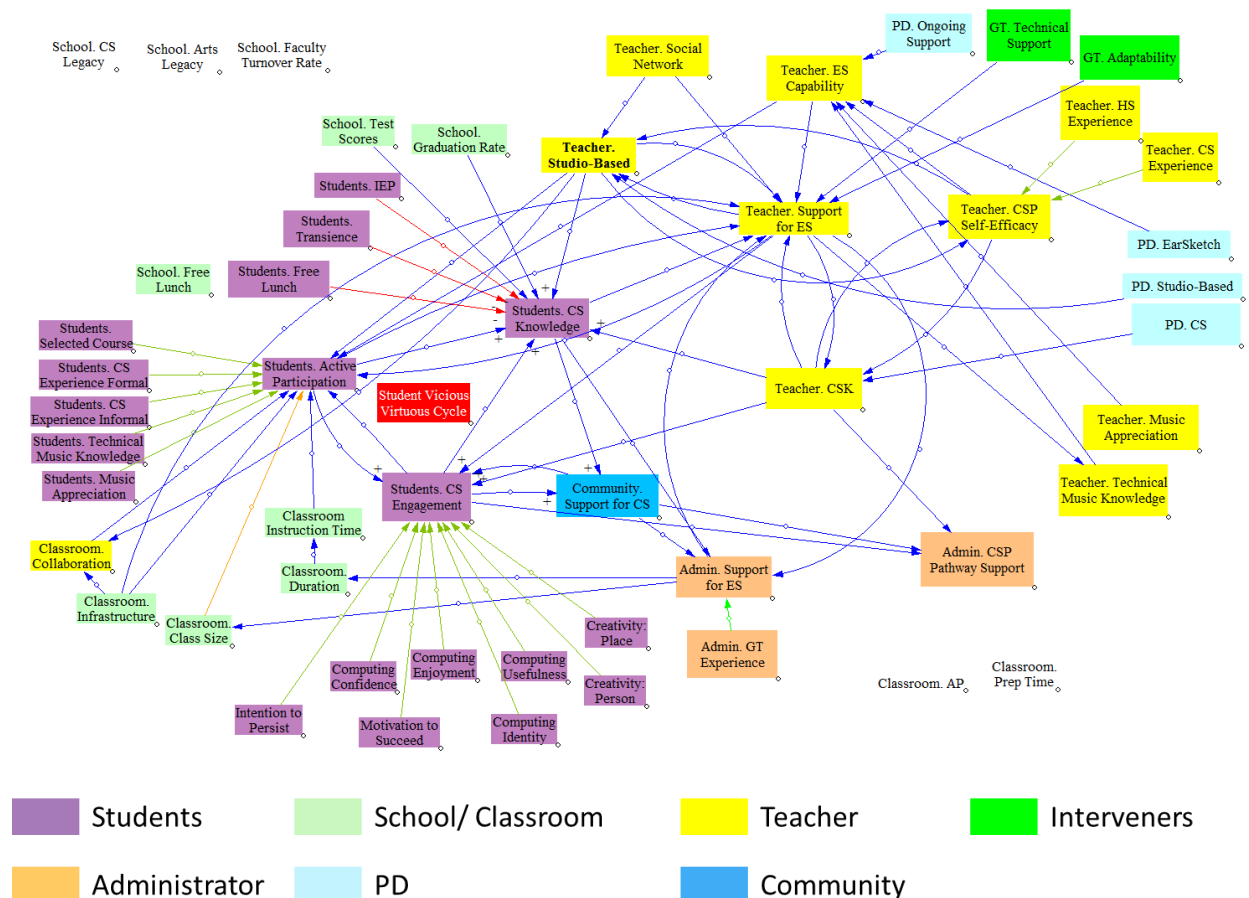 School. CS
Legacy
School. Arts
Legacy
School. Faculty
Turnover Rate
Teacher. Social
Network
PD. Ongoing
Support
GT. Technical
Support
GT. Adaptability
Teacher. ES
Capability
Teacher. HS
Experience
Teacher. CS
Experience
School. Test
Scores
School.
Graduation Rate
Teacher.
Studio-Based
Students. IEP
Students.
Transience
Teacher. Support
for ES
Teacher. CSP
Self-Efficacy
PD. EarSketch
PD. Studio-Based
PD. CS
School. Free
Lunch
Students. Free
Lunch
Students. CS
Knowledge
Students.
Selected Course
Students. CS
Experience Formal
Students. CS
Experience Informal
Students. Technical
Music Knowledge
Students. Music
Appreciation
Students. Active
Participation
Student Vicious
Virtuous Cycle
Teacher. CSK
Teacher. Music
Appreciation
Teacher. Technical
Music Knowledge
Students. CS
Engagement
Community.
Support for CS
Classroom
Instruction Time
Classroom.
Collaboration
Classroom.
Duration
Classroom.
Infrastructure
Classroom.
Class Size
Admin. Support
for ES
Admin. CSP
Pathway Support
Admin. GT
Experience
Creativity:
Place
Computing
Confidence
Computing
Enjoyment
Computing
Usefulness
Creativity:
Person
Intention to
Persist
Motivation to
Succeed
Computing
Identity
Classroom. AP
Classroom.
Prep Time
Students
School/ Classroom
Teacher
Interveners
Administrator
PD
Community